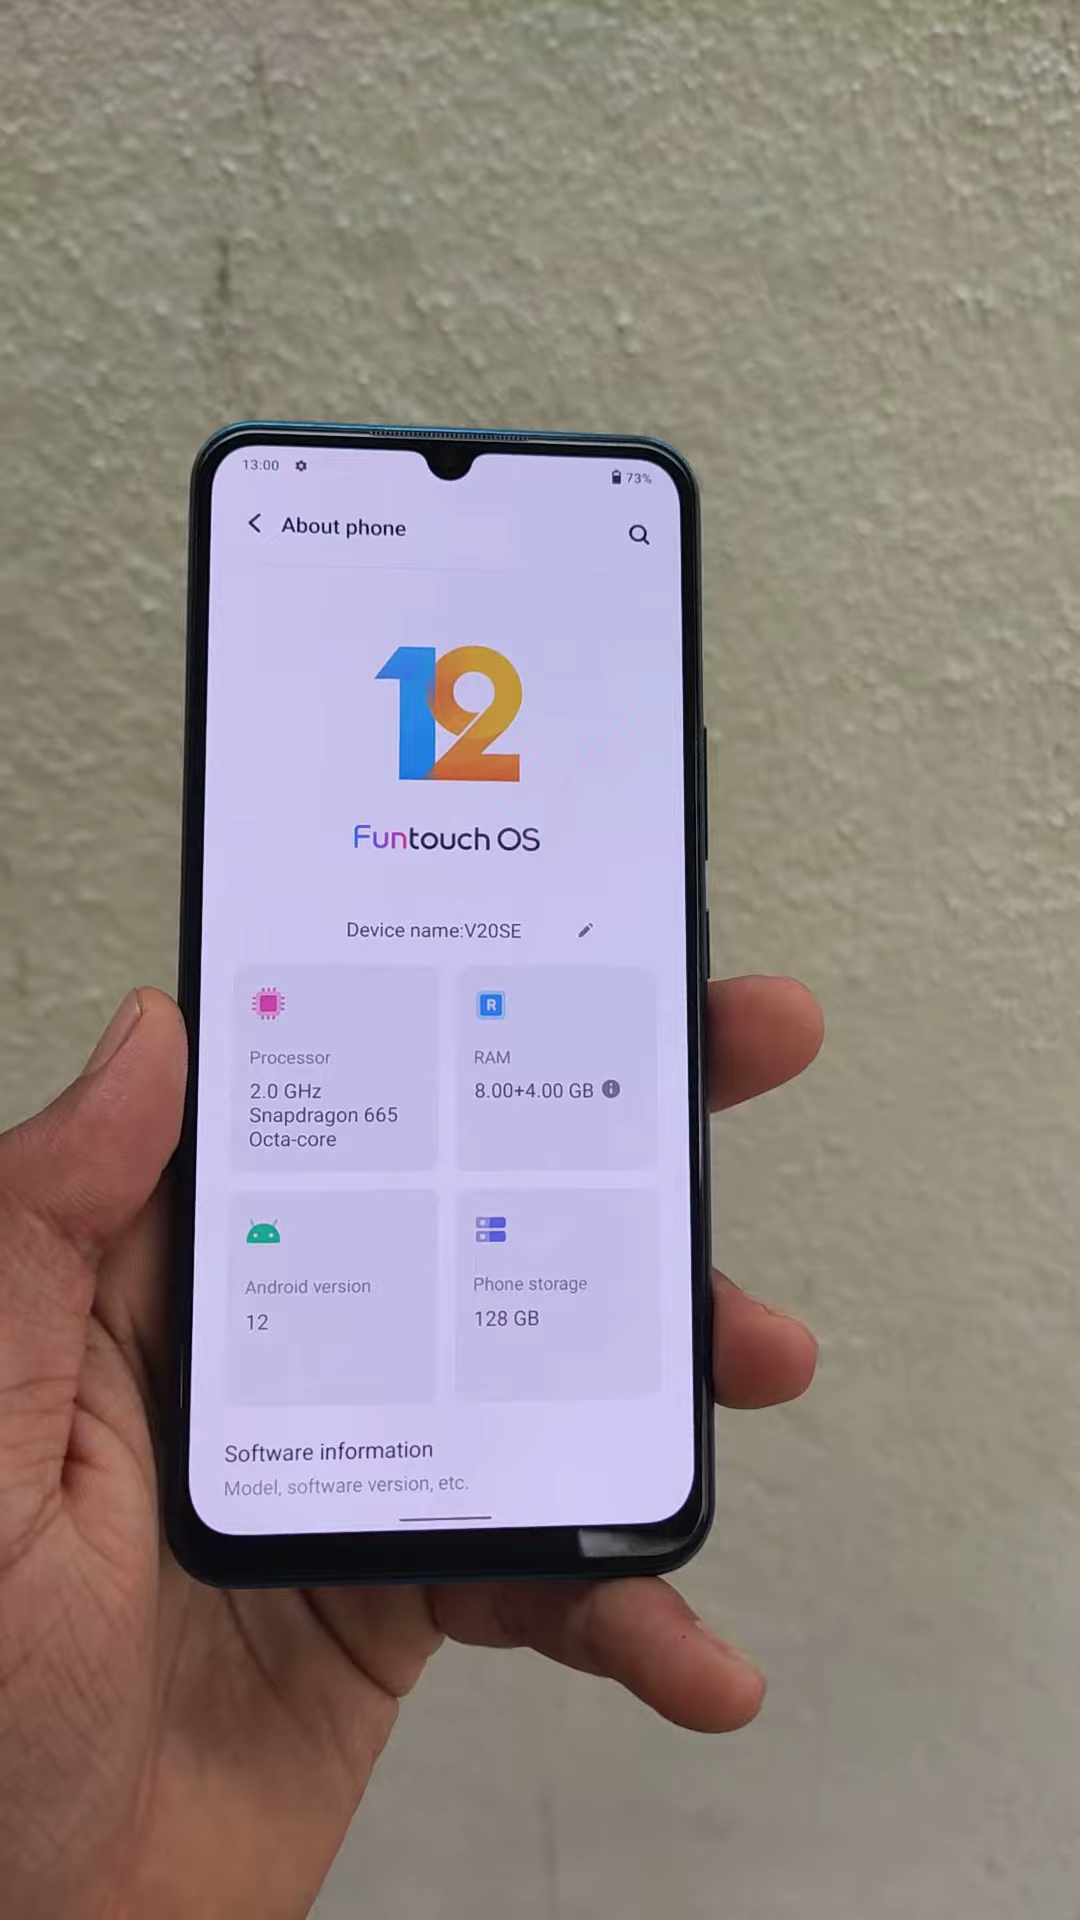 13:00
73%
About phone
12
Funtouch OS
Device name:V20SE
R
Processor
2.0 GHz
Snapdragon 665
Octa-core
RAM
8.00+4.00 GB
Android version
12
Phone storage
128 GB
Software information
Model, software version, etc.